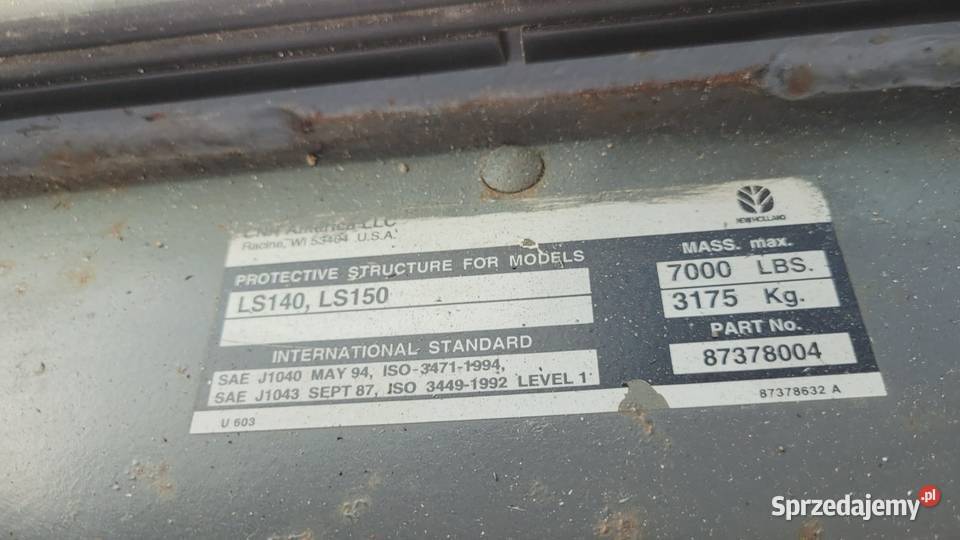 CNH America LLC
Racine, WI 53404 U.S.A.
NEW HOLLAND
PROTECTIVE STRUCTURE FOR MODELS
LS140, LS150
MASS. max.
7000 LBS.
3175 Kg.
INTERNATIONAL STANDARD
SAE J1040 MAY 94, ISO-3471-1994,
SAE J1043 SEPT 87, ISO 3449-1992 LEVEL 1
PART No.
87378004
U 603
87378632 A
Sprzedajemy.pl